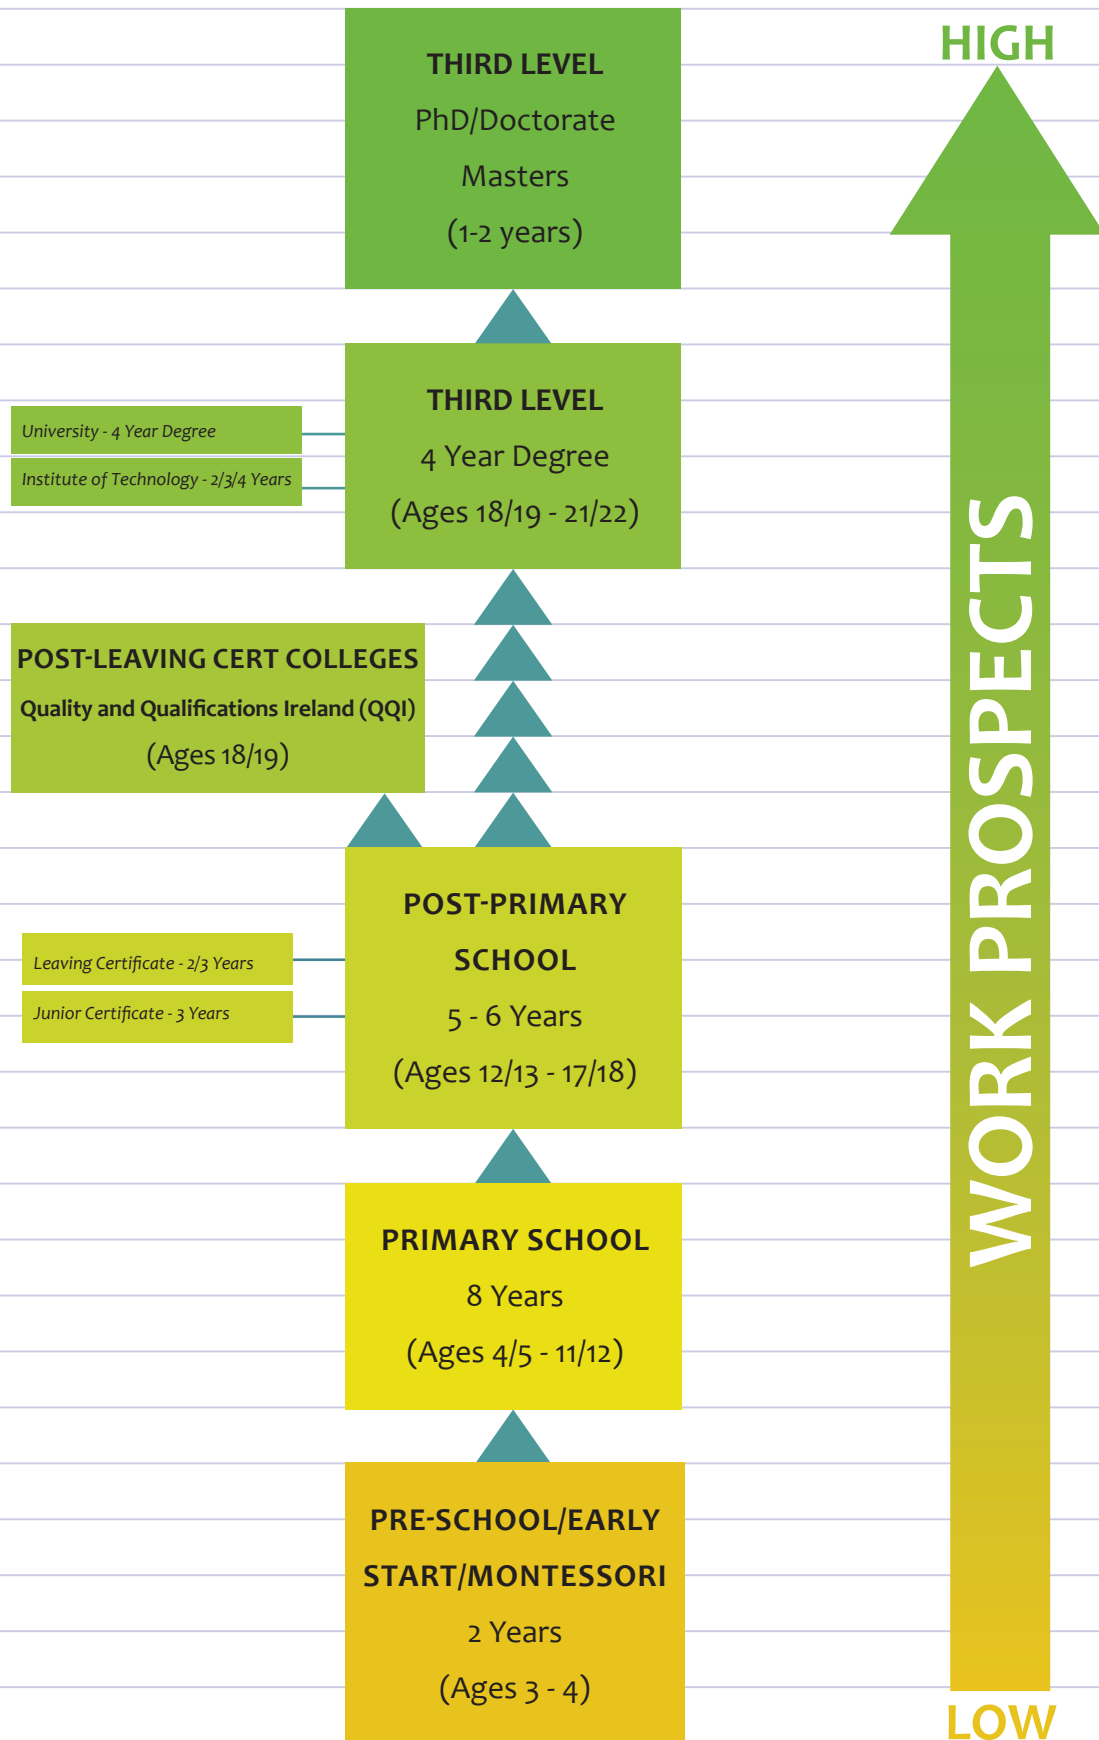 HIGH
THIRD LEVEL
PhD/Doctorate
Masters
(1-2 years)
THIRD LEVEL
4 Year Degree
(Ages 18/19 - 21/22)
University - 4 Year Degree
Institute of Technology - 2/3/4 Years
POST-LEAVING CERT COLLEGES
Quality and Qualifications Ireland (QQI)
(Ages 18/19)
POST-PRIMARY
SCHOOL
5 - 6 Years
(Ages 12/13 - 17/18)
Leaving Certificate - 2/3 Years
Junior Certificate - 3 Years
PRIMARY SCHOOL
8 Years
(Ages 4/5 - 11/12)
PRE-SCHOOL/EARLY
START/MONTESSORI
2 Years
(Ages 3 - 4)
WORK PROSPECTS
LOW